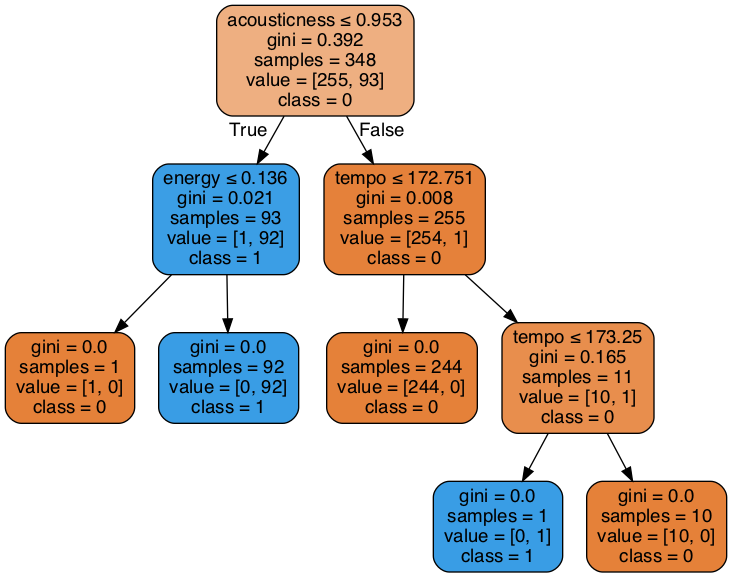 acousticness ≤ 0.953
gini = 0.392
samples = 348
value = [255, 93]
class = 0
True
False
energy ≤ 0.136
gini = 0.021
samples = 93
value = [1, 92]
class = 1
tempo ≤ 172.751
gini = 0.008
samples = 255
value = [254, 1]
class = 0
gini = 0.0
samples = 1
value = [1, 0]
class = 0
gini = 0.0
samples = 92
value = [0, 92]
class = 1
gini = 0.0
samples = 244
value = [244, 0]
class = 0
tempo ≤ 173.25
gini = 0.165
samples = 11
value = [10, 1]
class = 0
gini = 0.0
samples = 1
value = [0, 1]
class = 1
gini = 0.0
samples = 10
value = [10, 0]
class = 0